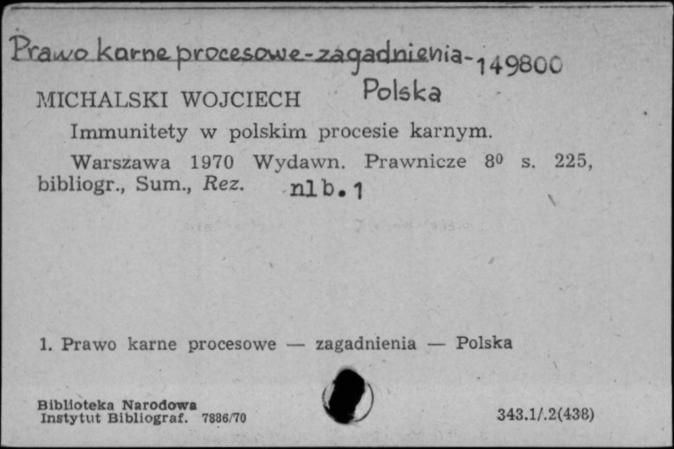 Prawo karne procesowe-zagadnienia- 149800
Polska
MICHALSKI WOJCIECH
Immunitety w polskim procesie karnym.
Warszawa 1970 Wydawn. Prawnicze 8⁰ s. 225,
bibliogr., Sum., Rez. nlb. 1
1. Prawo karne procesowe — zagadnienia — Polska
Biblioteka Narodowa
Instytut Bibliograf. 7886/70
343.1/.2(438)